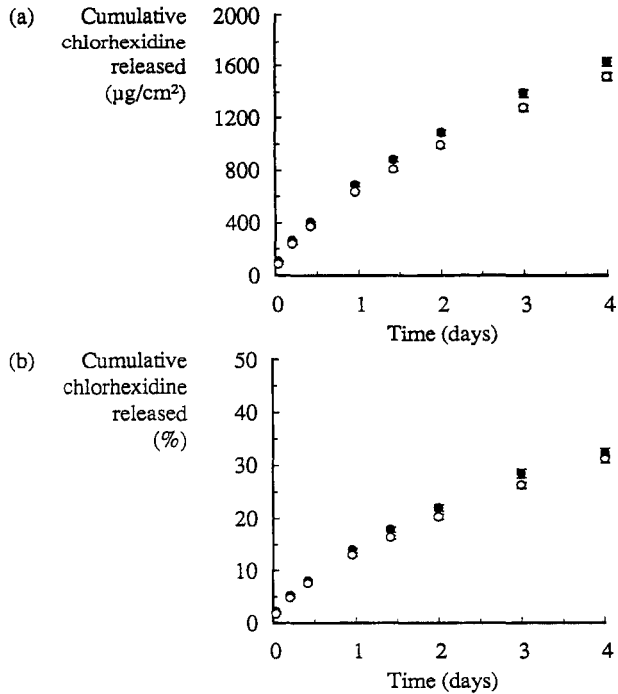 (a) Cumulative
chlorhexidine
released
(µg/cm²)
2000
1600
1200
800
400
0
0 1 2 3 4
Time (days)
(b) Cumulative
chlorhexidine
released
(%)
50
40
30
20
10
0
0 1 2 3 4
Time (days)